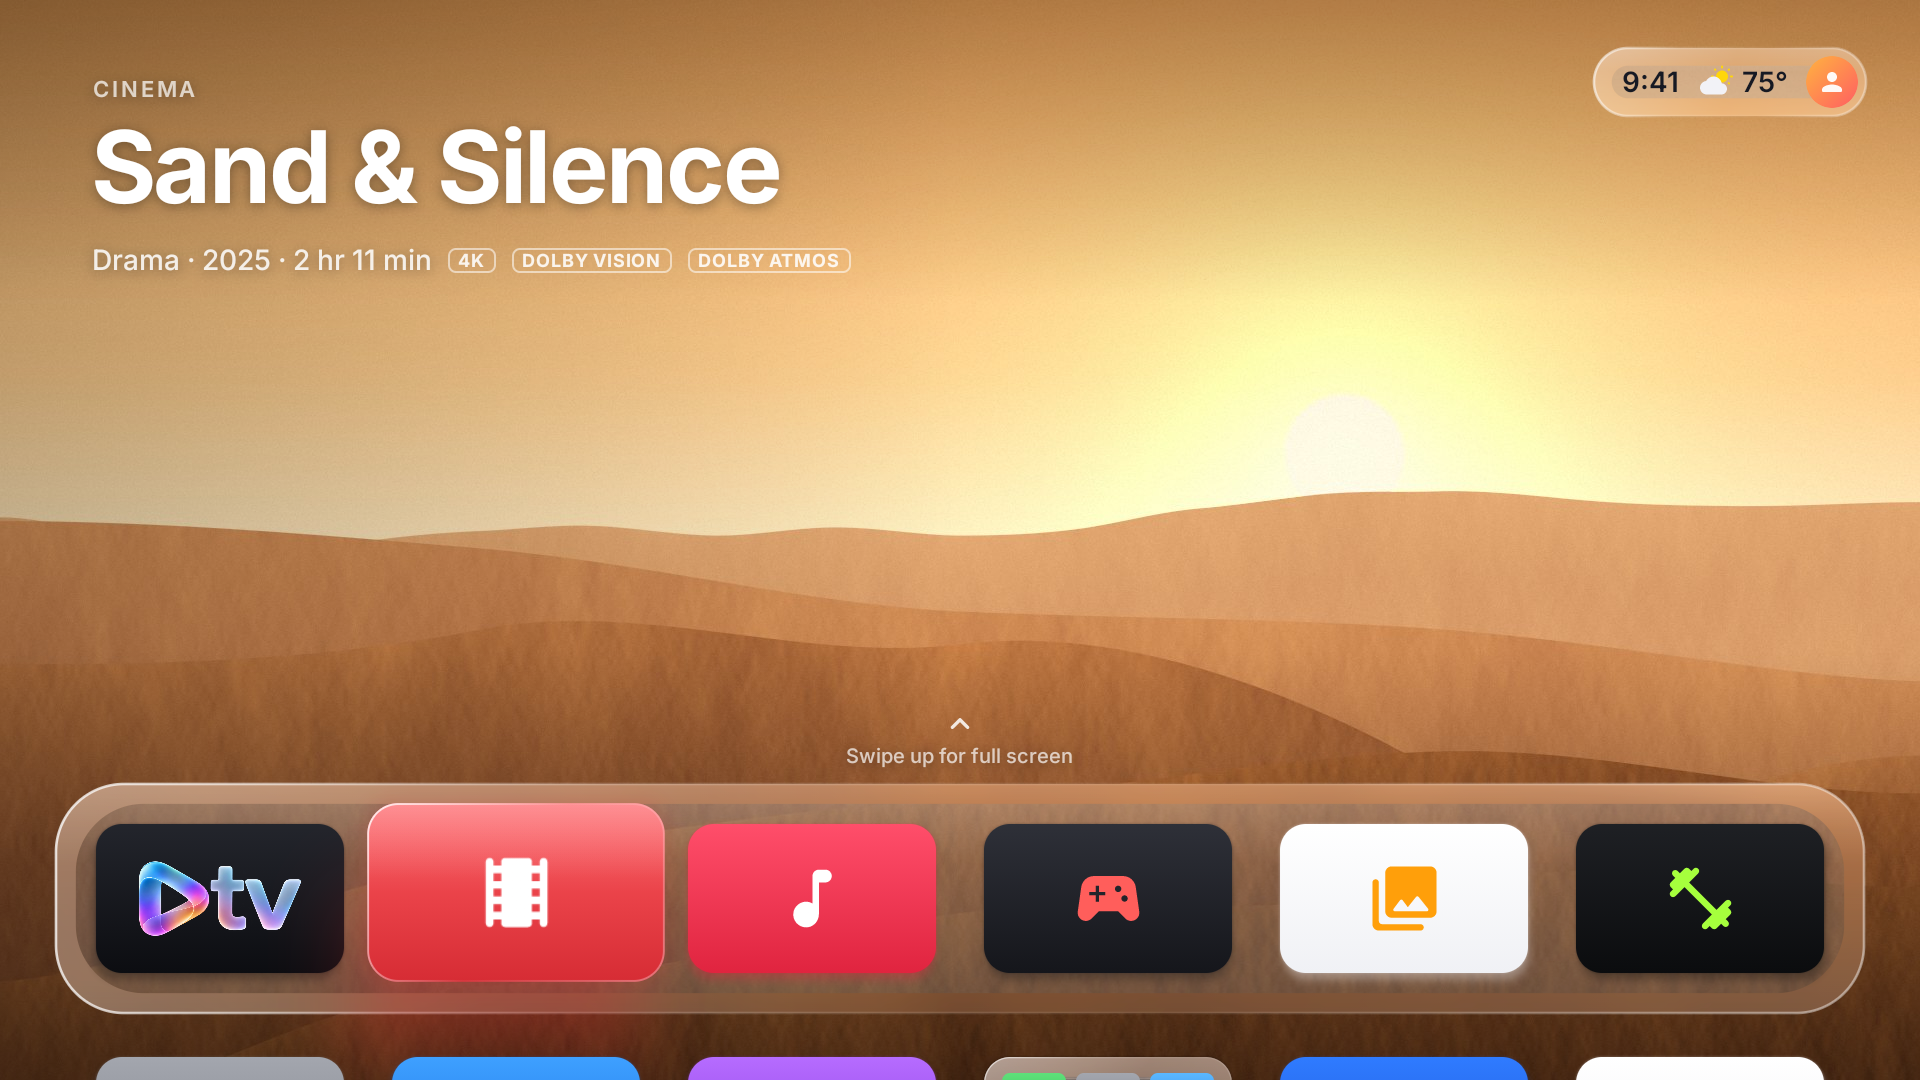 CINEMA
9:41 75°
Sand & Silence
Drama · 2025 · 2 hr 11 min 4K DOLBY VISION DOLBY ATMOS
Swipe up for full screen
tv